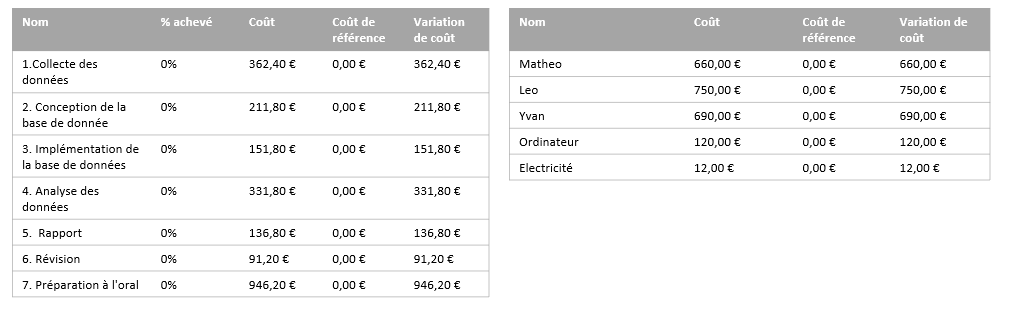 Nom % achevé Coût Coût de référence Variation de coût
1.Collecte des données 0% 362,40 € 0,00 € 362,40 €
2. Conception de la base de donnée 0% 211,80 € 0,00 € 211,80 €
3. Implémentation de la base de données 0% 151,80 € 0,00 € 151,80 €
4. Analyse des données 0% 331,80 € 0,00 € 331,80 €
5. Rapport 0% 136,80 € 0,00 € 136,80 €
6. Révision 0% 91,20 € 0,00 € 91,20 €
7. Préparation à l'oral 0% 946,20 € 0,00 € 946,20 €
Nom Coût Coût de référence Variation de coût
Matheo 660,00 € 0,00 € 660,00 €
Leo 750,00 € 0,00 € 750,00 €
Yvan 690,00 € 0,00 € 690,00 €
Ordinateur 120,00 € 0,00 € 120,00 €
Electricité 12,00 € 0,00 € 12,00 €